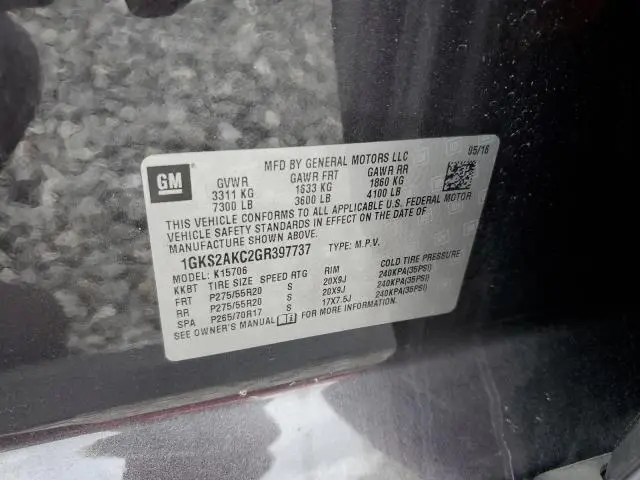 MFD BY GENERAL MOTORS LLC 05/16
GM
GVWR GAWR FRT GAWR RR
3311 KG 1633 KG 1860 KG
7300 LB 3600 LB 4100 LB
THIS VEHICLE CONFORMS TO ALL APPLICABLE U.S. FEDERAL MOTOR
VEHICLE SAFETY STANDARDS IN EFFECT ON THE DATE OF
MANUFACTURE SHOWN ABOVE.
1GKS2AKC2GR397737 TYPE: M.P.V.
MODEL: K15706
KKBT TIRE SIZE SPEED RTG RIM COLD TIRE PRESSURE
FRT P275/55R20 S 20X9J 240KPA(35PSI)
RR P275/55R20 S 20X9J 240KPA(35PSI)
SPA P265/70R17 S 17X7.5J 240KPA(35PSI)
SEE OWNER'S MANUAL FOR MORE INFORMATION.